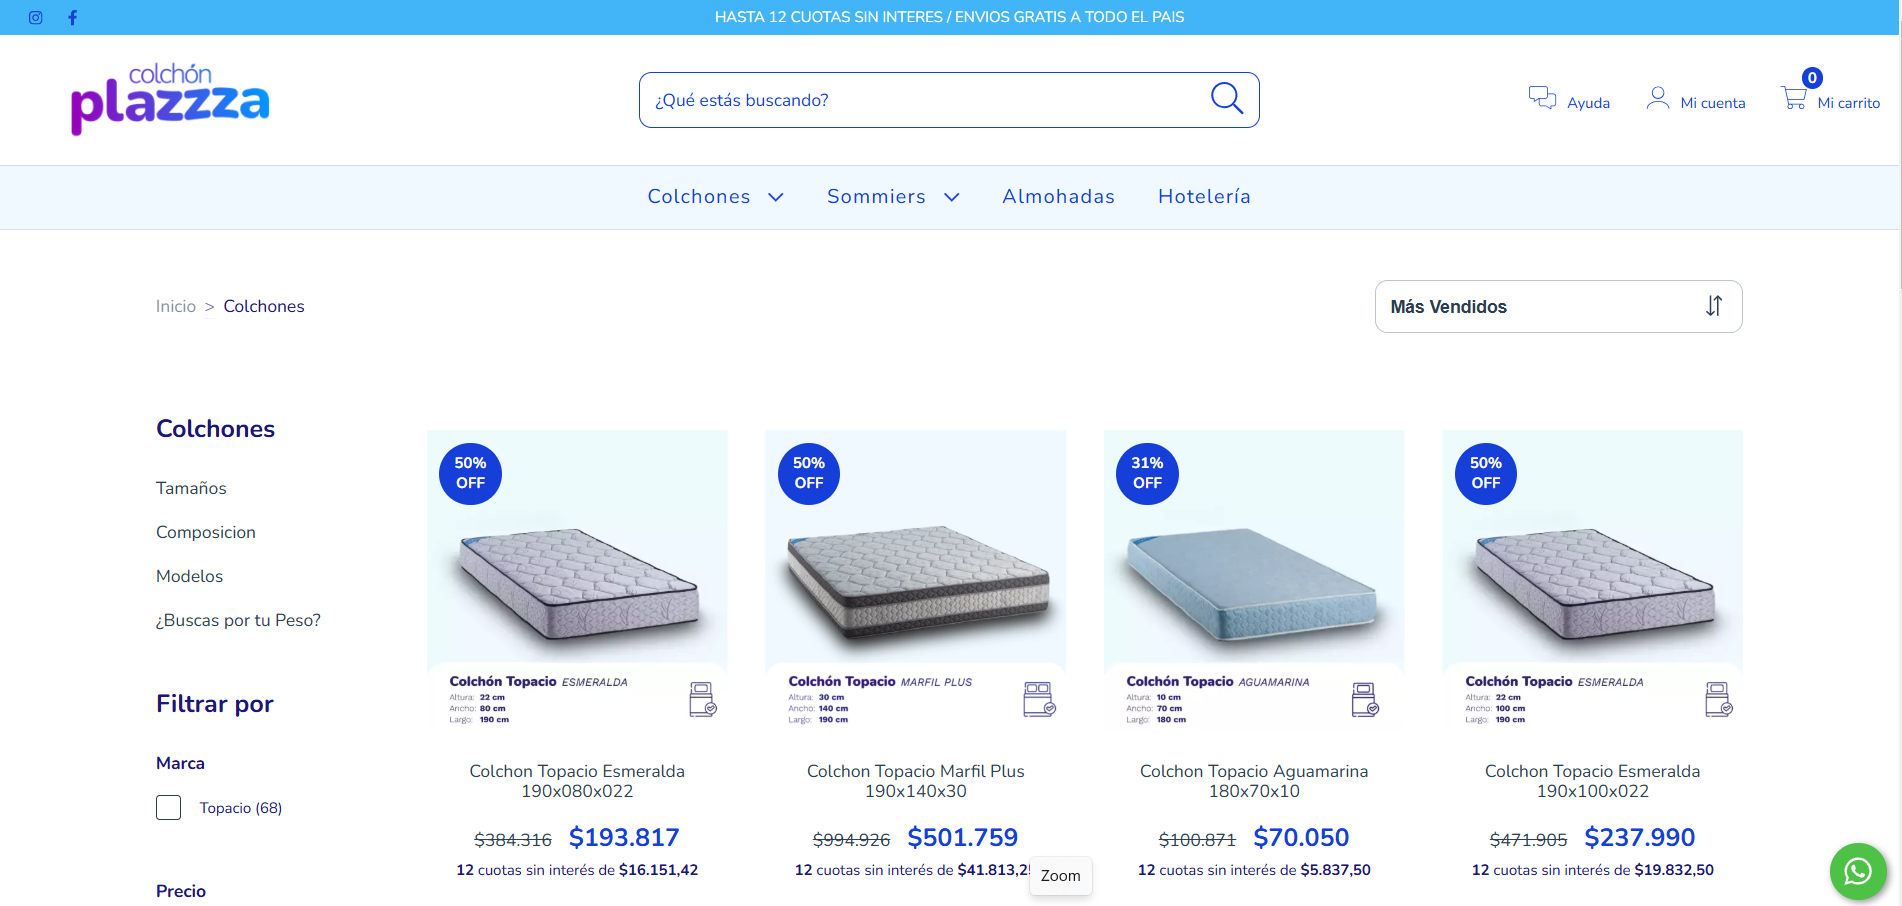 HASTA 12 CUOTAS SIN INTERES / ENVIOS GRATIS A TODO EL PAIS
colchón
plazzza
¿Qué estás buscando?
Ayuda
Mi cuenta
0
Mi carrito
Colchones
Sommiers
Almohadas
Hotelería
Inicio > Colchones
Más Vendidos
Colchones
Tamaños
Composicion
Modelos
¿Buscas por tu Peso?
Filtrar por
Marca
Topacio (68)
Precio
50%
OFF
Colchón Topacio ESMERALDA
Altura: 22 cm
Ancho: 80 cm
Largo: 190 cm
Colchon Topacio Esmeralda
190x080x022
$384.316 $193.817
12 cuotas sin interés de $16.151,42
50%
OFF
Colchón Topacio MARFIL PLUS
Altura: 30 cm
Ancho: 140 cm
Largo: 190 cm
Colchon Topacio Marfil Plus
190x140x30
$994.926 $501.759
12 cuotas sin interés de
Zoom
31%
OFF
Colchón Topacio AGUAMARINA
Altura: 10 cm
Ancho: 70 cm
Largo: 180 cm
Colchon Topacio Aguamarina
180x70x10
$100.871 $70.050
12 cuotas sin interés de $5.837,50
50%
OFF
Colchón Topacio ESMERALDA
Altura: 22 cm
Ancho: 100 cm
Largo: 190 cm
Colchon Topacio Esmeralda
190x100x022
$471.905 $237.990
12 cuotas sin interés de $19.832,50